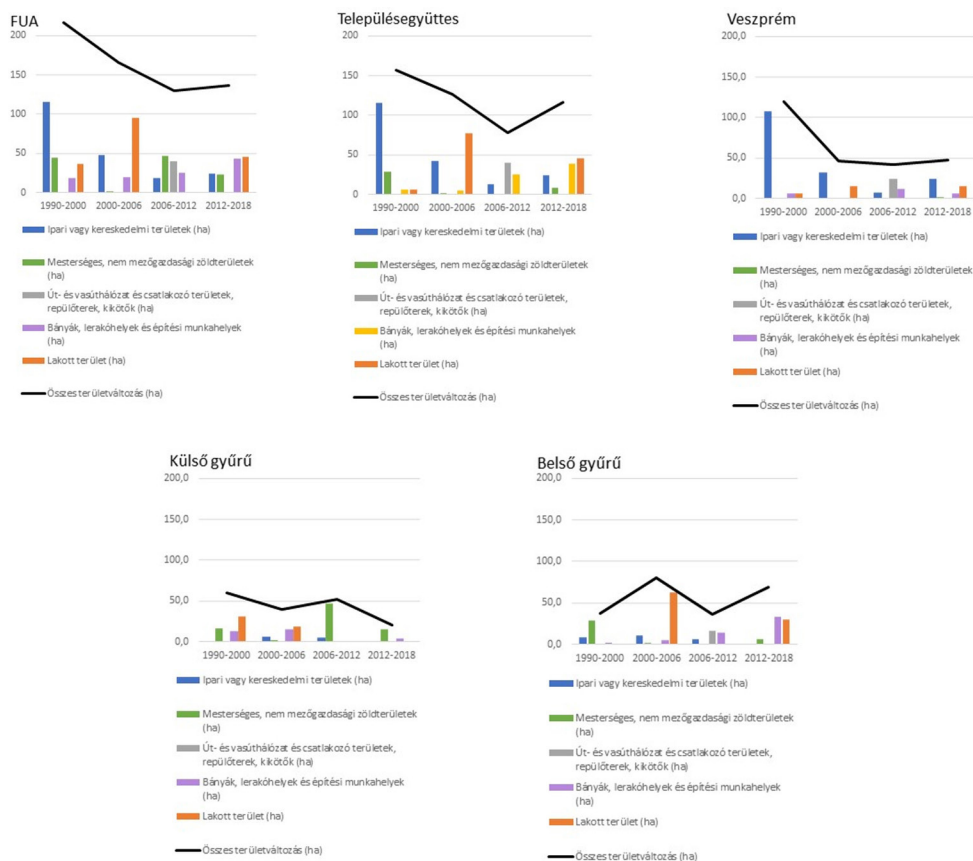 FUA
200
150
100
50
0
1990-2000 2000-2006 2006-2012 2012-2018
Ipari vagy kereskedelmi területek (ha)
Mesterséges, nem mezőgazdasági zöldterületek
(ha)
Út- és vasúthálózat és csatlakozó területek,
repülőterek, kikötők (ha)
Bányák, lerakóhelyek és építési munkahelyek
(ha)
Lakott terület (ha)
Összes területváltozás (ha)
Településegyüttes
200
150
100
50
0
1990-2000 2000-2006 2006-2012 2012-2018
Ipari vagy kereskedelmi területek (ha)
Mesterséges, nem mezőgazdasági zöldterületek
(ha)
Út- és vasúthálózat és csatlakozó területek,
repülőterek, kikötők (ha)
Bányák, lerakóhelyek és építési munkahelyek
(ha)
Lakott terület (ha)
Összes területváltozás (ha)
Veszprém
200,0
150,0
100,0
50,0
0,0
1990-2000 2000-2006 2006-2012 2012-2018
Ipari vagy kereskedelmi területek (ha)
Mesterséges, nem mezőgazdasági zöldterületek
(ha)
Út- és vasúthálózat és csatlakozó területek,
repülőterek, kikötők (ha)
Bányák, lerakóhelyek és építési munkahelyek
(ha)
Lakott terület (ha)
Összes területváltozás (ha)
Külső gyűrű
200,0
150,0
100,0
50,0
0,0
1990-2000 2000-2006 2006-2012 2012-2018
Ipari vagy kereskedelmi területek (ha)
Mesterséges, nem mezőgazdasági zöldterületek
(ha)
Út- és vasúthálózat és csatlakozó területek,
repülőterek, kikötők (ha)
Bányák, lerakóhelyek és építési munkahelyek
(ha)
Lakott terület (ha)
Összes területváltozás (ha)
Belső gyűrű
200,0
150,0
100,0
50,0
0,0
1990-2000 2000-2006 2006-2012 2012-2018
Ipari vagy kereskedelmi területek (ha)
Mesterséges, nem mezőgazdasági zöldterületek
(ha)
Út- és vasúthálózat és csatlakozó területek,
repülőterek, kikötők (ha)
Bányák, lerakóhelyek és építési munkahelyek
(ha)
Lakott terület (ha)
Összes területváltozás (ha)